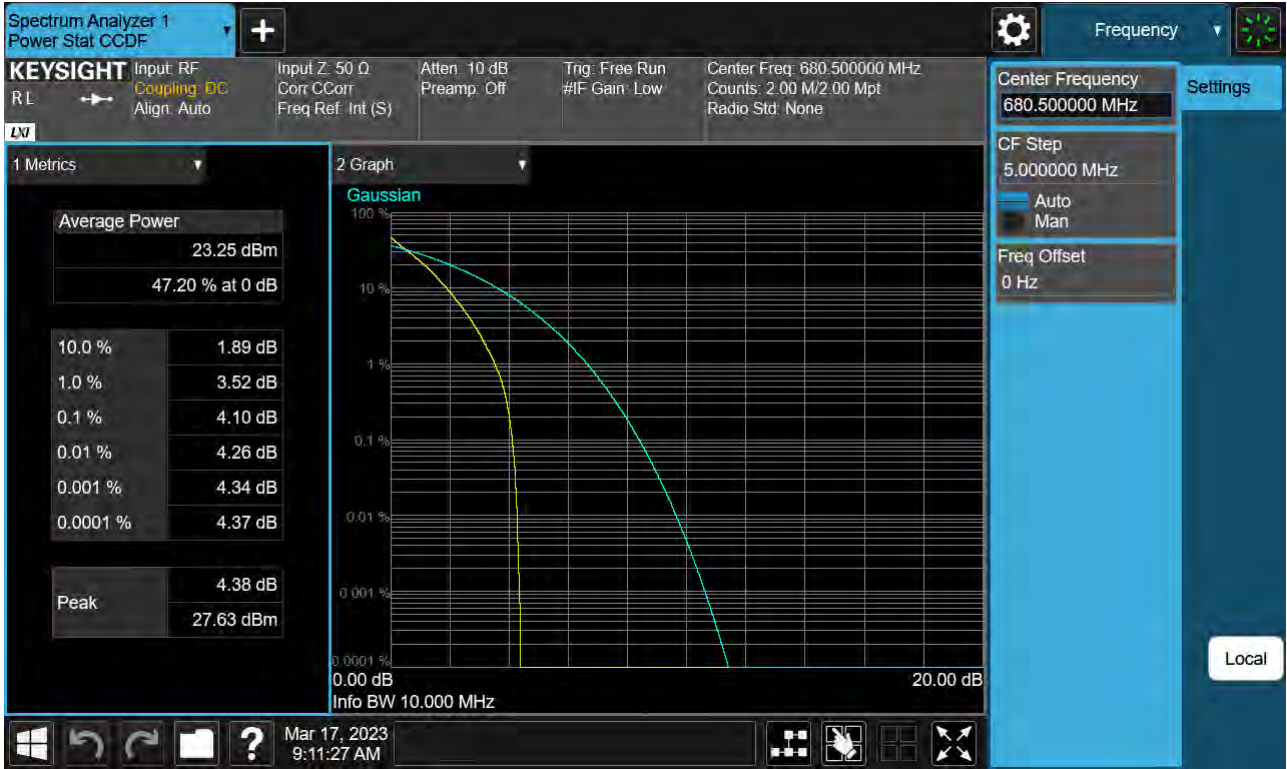 Spectrum Analyzer 1
Power Stat CCDF
+
Frequency
KEYSIGHT
RL
LXI
Input: RF
Coupling: DC
Align: Auto
Input Z: 50 Ω
Corr CCorr
Freq Ref: Int (S)
Atten: 10 dB
Preamp: Off
Trig: Free Run
#IF Gain: Low
Center Freq: 680.500000 MHz
Counts: 2.00 M/2.00 Mpt
Radio Std: None
Center Frequency
680.500000 MHz
Settings
CF Step
5.000000 MHz
Auto
Man
Freq Offset
0 Hz
Local
1 Metrics
Average Power
23.25 dBm
47.20 % at 0 dB
10.0 % 1.89 dB
1.0 % 3.52 dB
0.1 % 4.10 dB
0.01 % 4.26 dB
0.001 % 4.34 dB
0.0001 % 4.37 dB
Peak
4.38 dB
27.63 dBm
2 Graph
Gaussian
100 %
10 %
1 %
0.1 %
0.01 %
0.001 %
0.0001 %
0.00 dB 20.00 dB
Info BW 10.000 MHz
?
Mar 17, 2023
9:11:27 AM